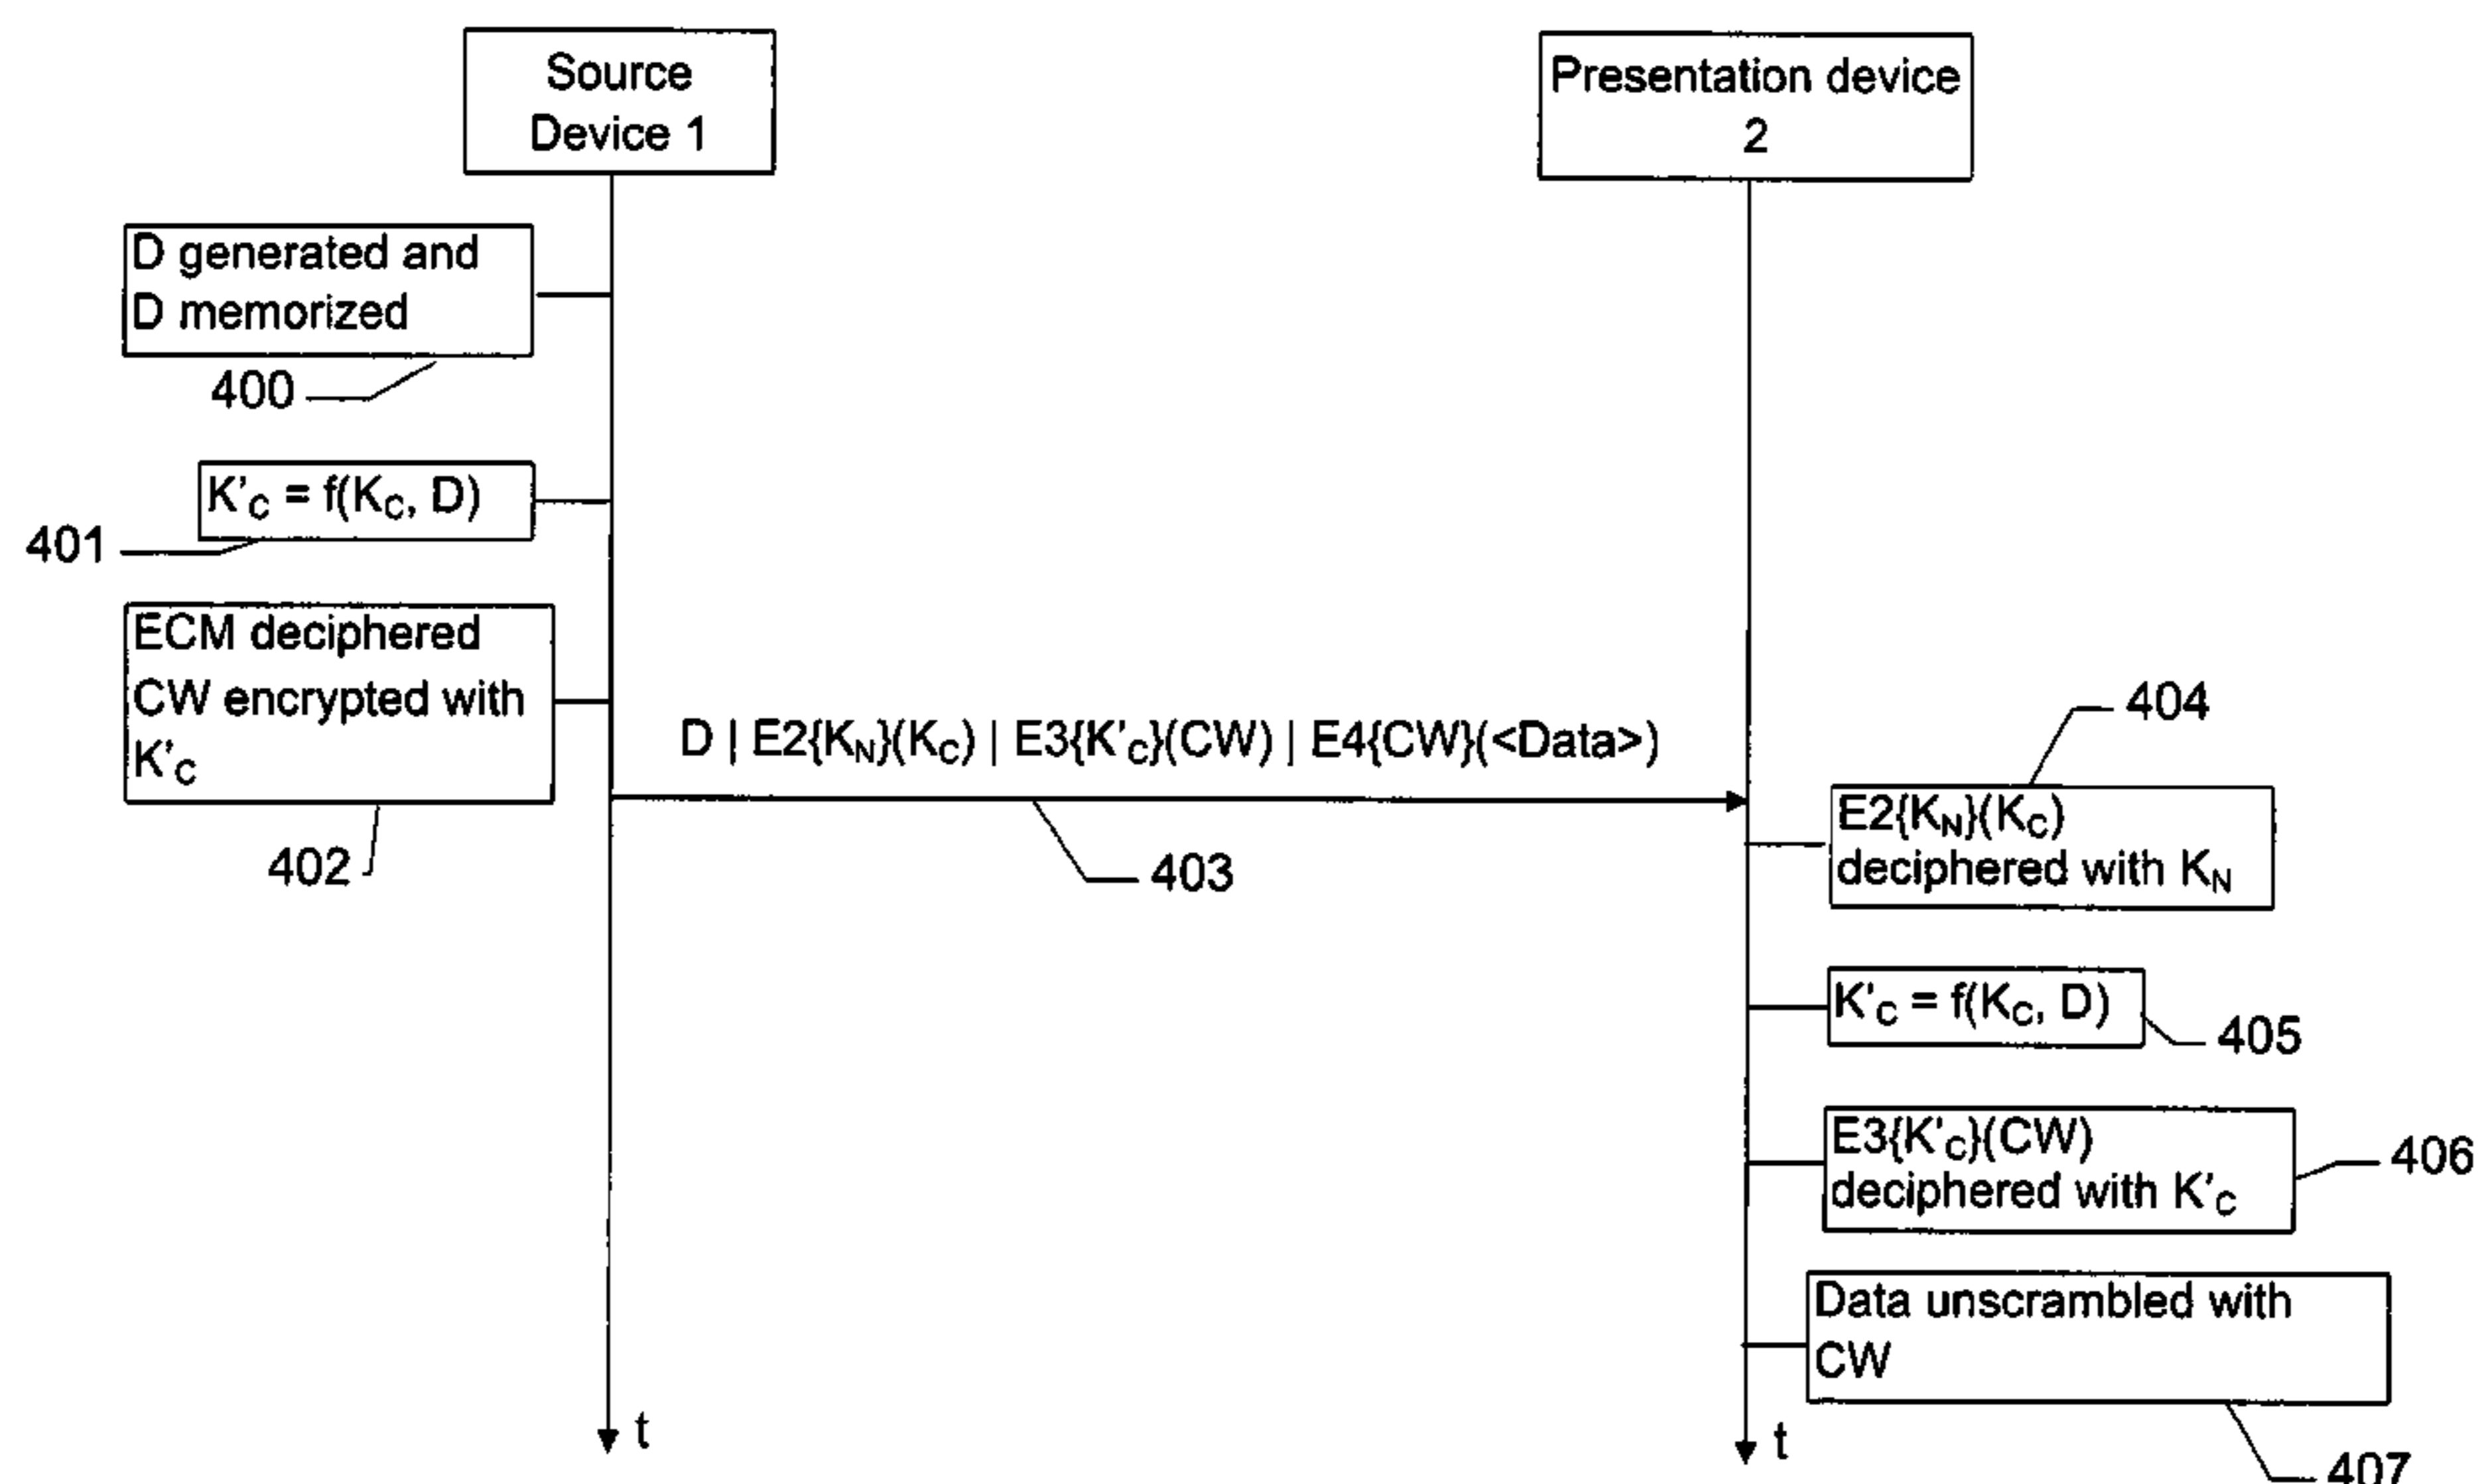 Source
Device 1
Presentation device
2
D generated and
D memorized
400
K'C = f(KC, D)
401
ECM deciphered
CW encrypted with
K'C
402
D | E2{KN}(KC) | E3{K'C}(CW) | E4{CW}(<Data>)
403
404
E2{KN}(KC)
deciphered with KN
K'C = f(KC, D)
405
E3{K'C}(CW)
deciphered with K'C
406
Data unscrambled with
CW
407
t
t